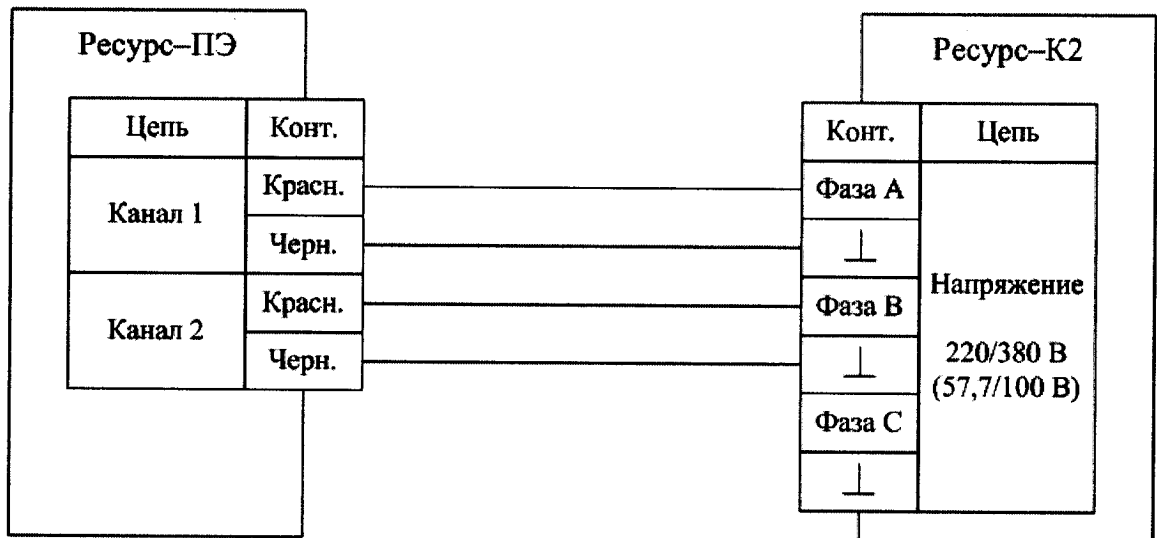 Ресурс–ПЭ
Цепь Конт.
Канал 1
Красн.
Черн.
Канал 2
Красн.
Черн.
Ресурс–К2
Конт. Цепь
Фаза А
Фаза В
Фаза С
Напряжение
220/380 В
(57,7/100 В)